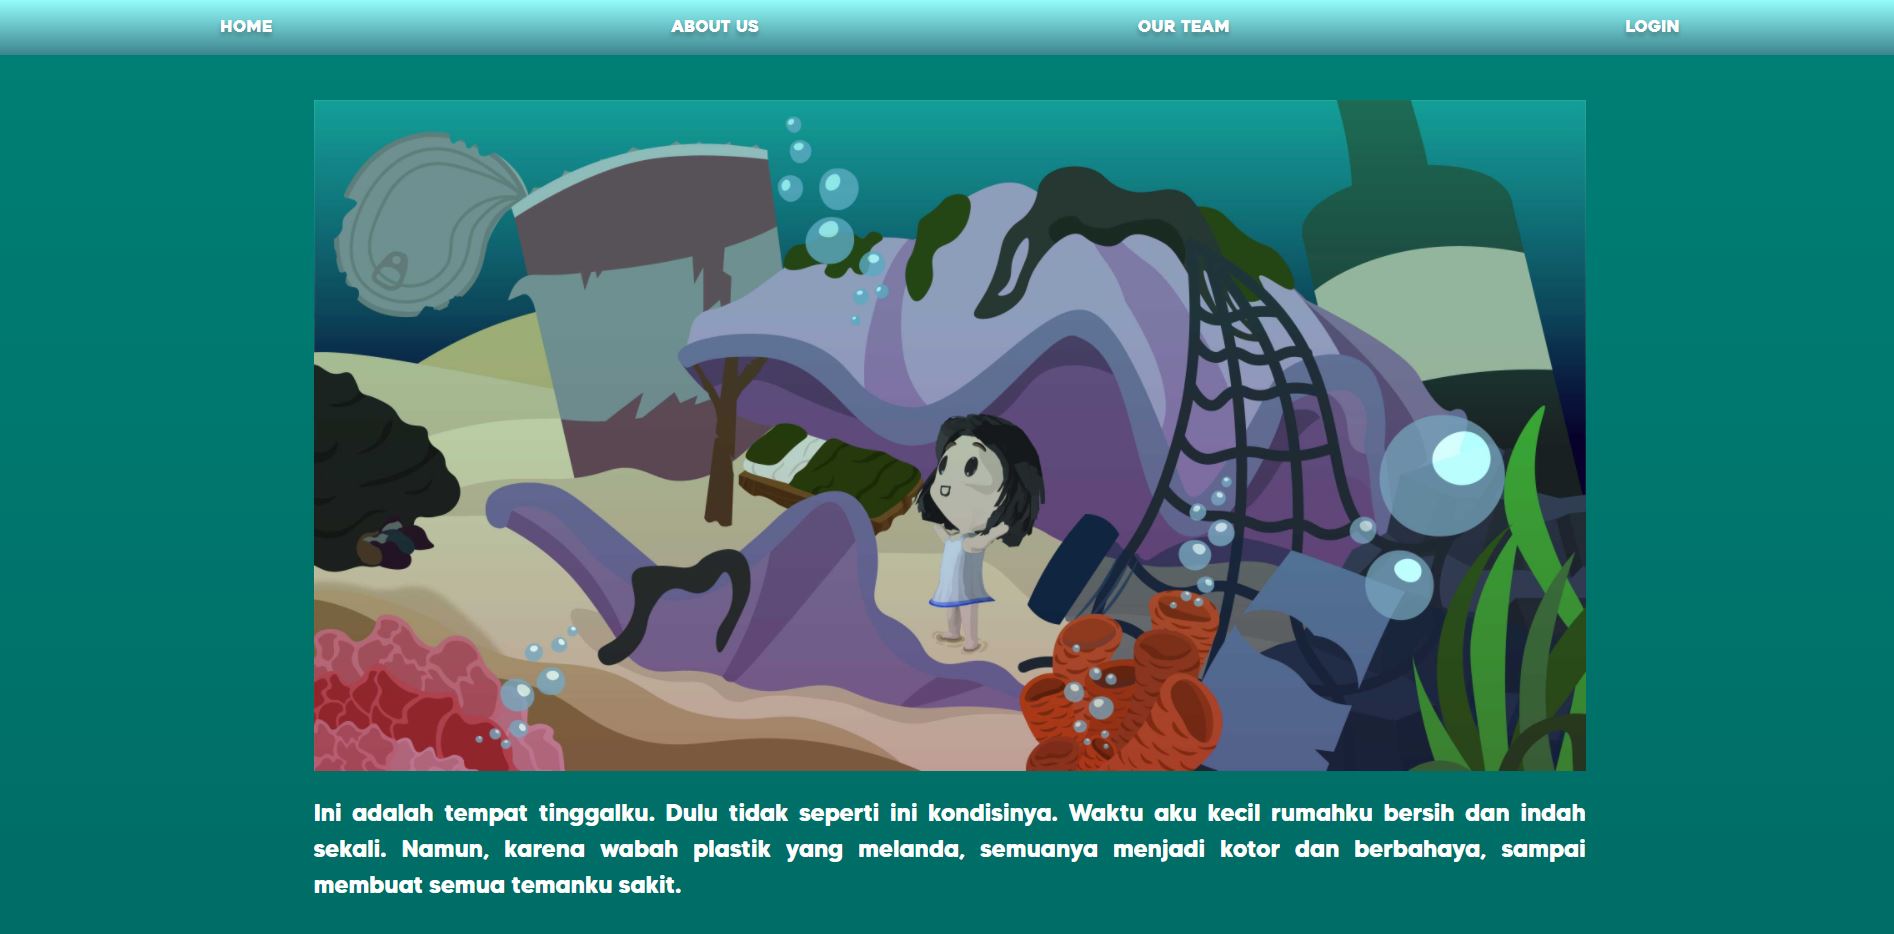 HOME ABOUT US OUR TEAM LOGIN
Ini adalah tempat tinggalku. Dulu tidak seperti ini kondisinya. Waktu aku kecil rumahku bersih dan indah
sekali. Namun, karena wabah plastik yang melanda, semuanya menjadi kotor dan berbahaya, sampai
membuat semua temanku sakit.